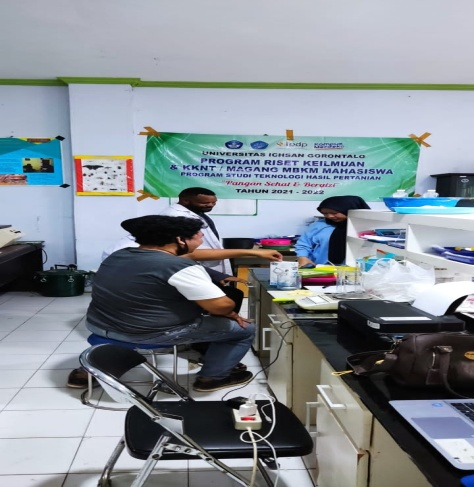 lpdp
UNIVERSITAS ICHSAN GORONTALO
PROGRAM RISET KEILMUAN
& KKNT / MAGANG MBKM MAHASISWA
PROGRAM STUDI TEKNOLOGI HASIL PERTANIAN
"Pangan Sehat & Bergizi"
TAHUN 2021 - 2022